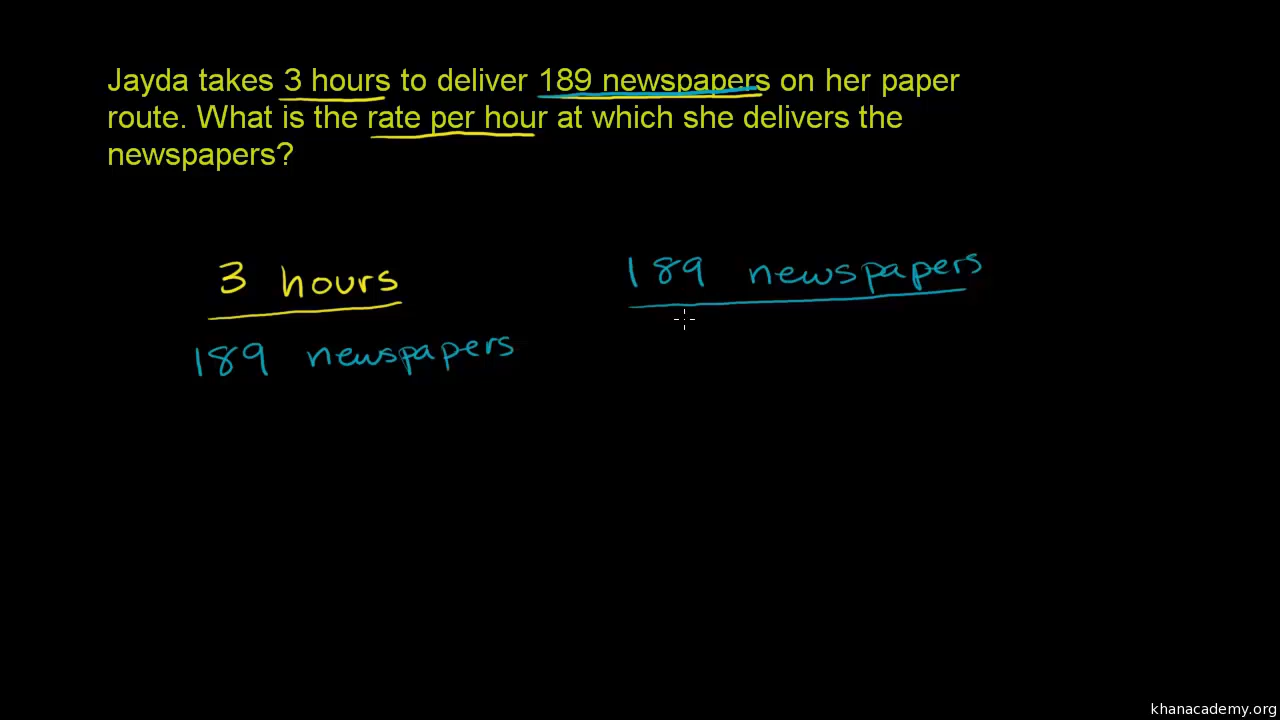 Jayda takes 3 hours to deliver 189 newspapers on her paper
route. What is the rate per hour at which she delivers the
newspapers?
3 hours
189 newspapers
189 newspapers
khanacademy.org